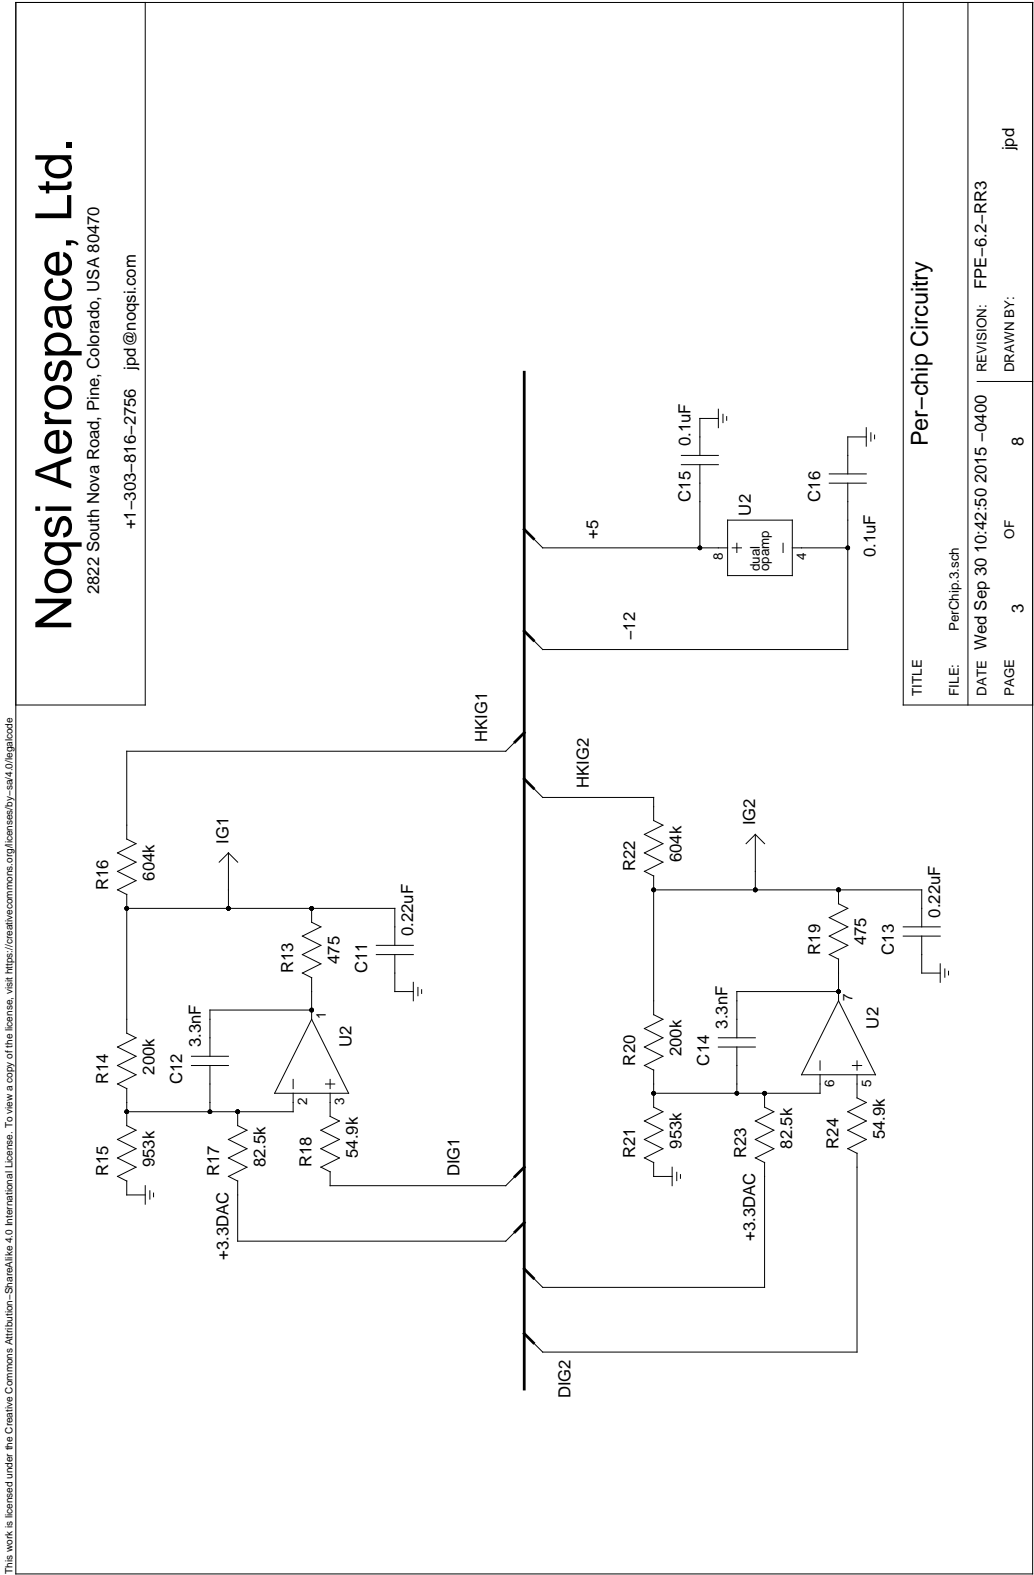 This work is licensed under the Creative Commons Attribution−ShareAlike 4.0 International License. To view a copy of the license, visit https://creativecommons.org/licenses/by−sa/4.0/legalcode
Noqsi Aerospace, Ltd.
2822 South Nova Road, Pine, Colorado, USA 80470
+1−303−816−2756 jpd@noqsi.com
R15
953k
R14
200k
R16
604k
C12
3.3nF
R17
82.5k
+3.3DAC
IG1
2
3
1
U2
R13
475
R18
54.9k
C11
0.22uF
DIG1
HKIG1
DIG2
HKIG2
−12
+5
R21
953k
R20
200k
R22
604k
C14
3.3nF
R23
82.5k
+3.3DAC
IG2
6
5
7
U2
R19
475
R24
54.9k
C13
0.22uF
C15
0.1uF
U2
8
dual
opamp
4
C16
0.1uF
TITLE
Per−chip Circuitry
FILE: PerChip.3.sch
DATE Wed Sep 30 10:42:50 2015 −0400
REVISION: FPE−6.2−RR3
PAGE 3 OF 8
DRAWN BY: jpd